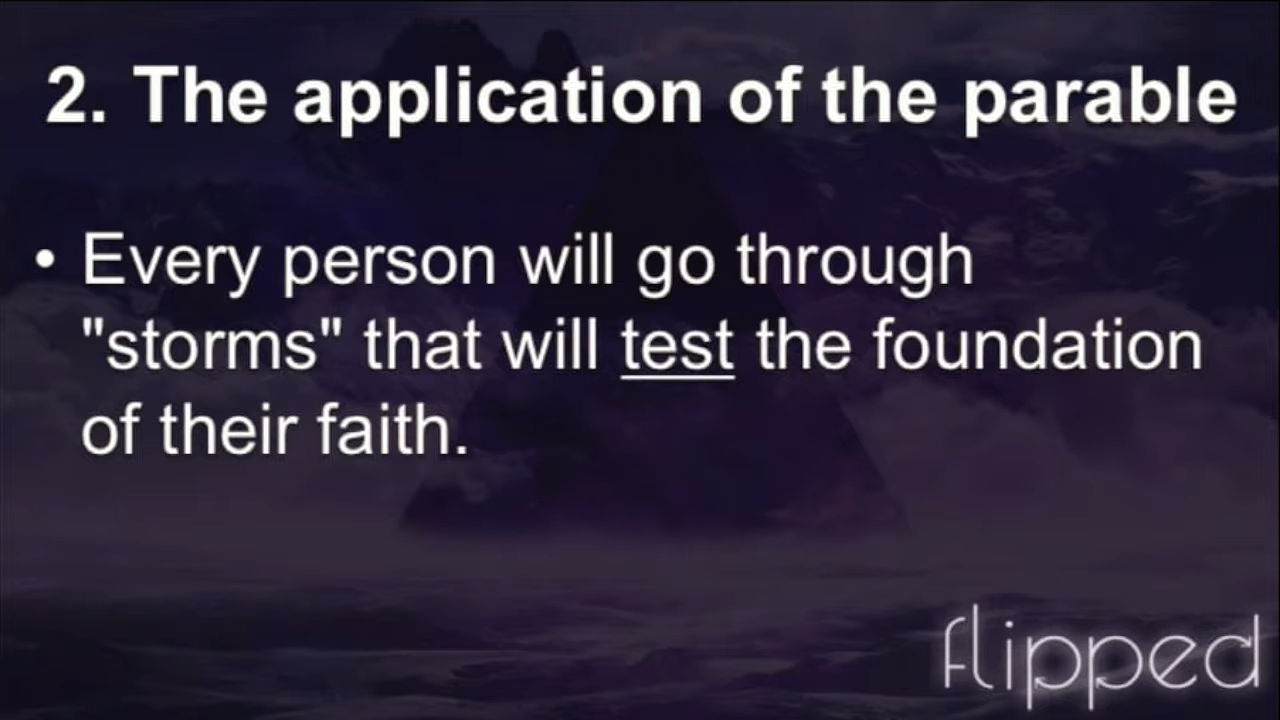 2. The application of the parable
• Every person will go through
"storms" that will test the foundation
of their faith.
flipped